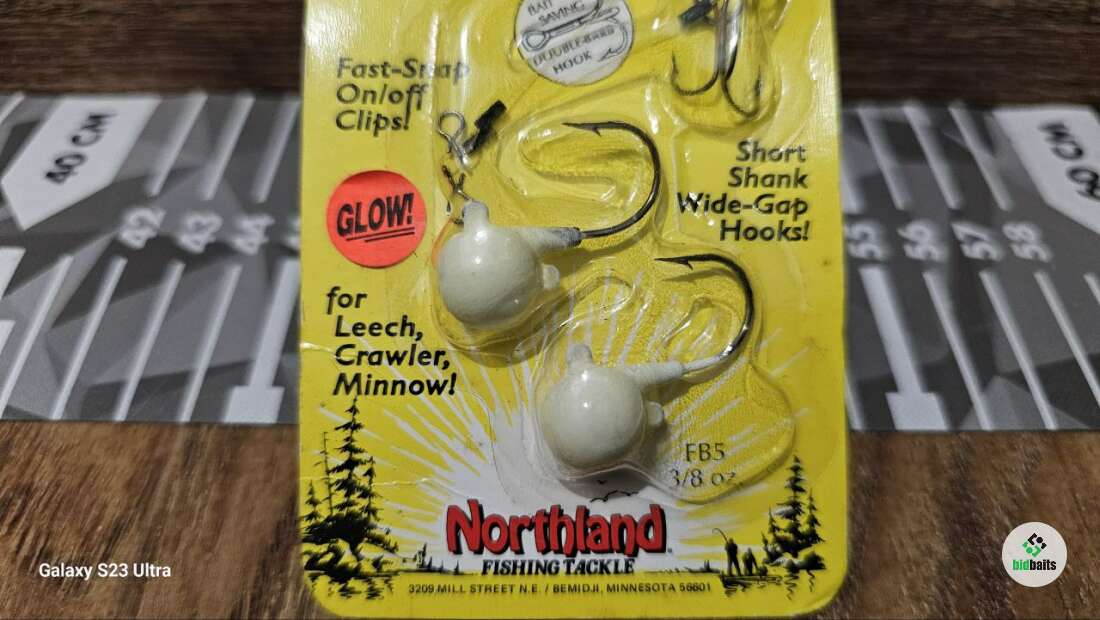 BAIT
SAVING
DOUBLE-BARB
HOOK
Fast-Snap
On/off
Clips!
GLOW!
Short
Shank
Wide-Gap
Hooks!
for
Leech,
Crawler,
Minnow!
FB5
3/8 oz
Northland
FISHING TACKLE
3209 MILL STREET N.E. / BEMIDJI, MINNESOTA 56601
40 CM
42
43
44
55
56
57
58
Galaxy S23 Ultra
bidbaits